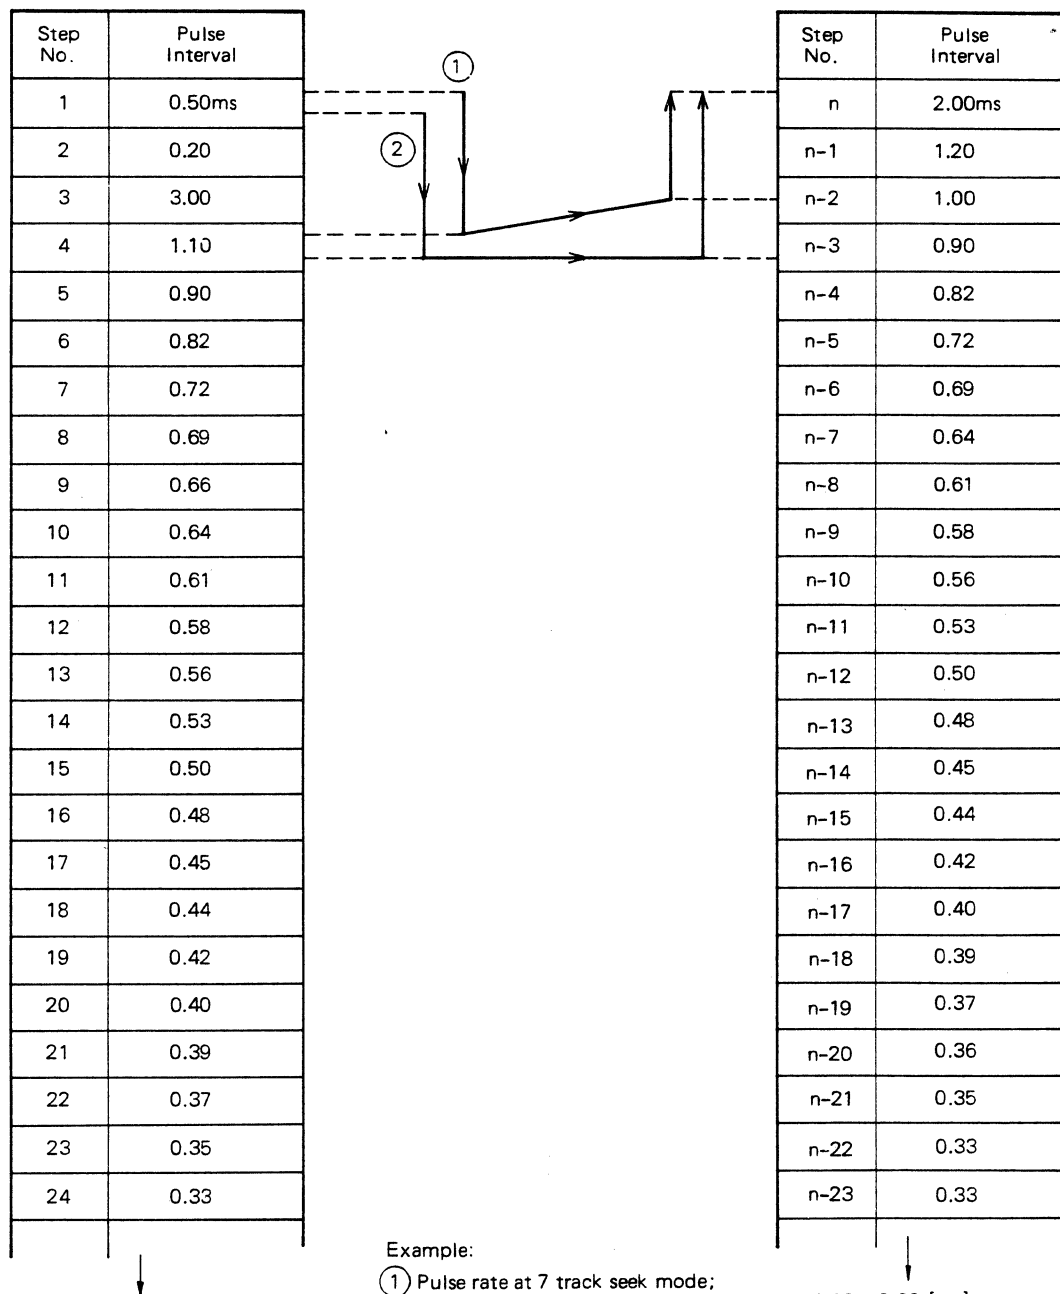 Step No. Pulse Interval
1 0.50ms
2 0.20
3 3.00
4 1.10
5 0.90
6 0.82
7 0.72
8 0.69
9 0.66
10 0.64
11 0.61
12 0.58
13 0.56
14 0.53
15 0.50
16 0.48
17 0.45
18 0.44
19 0.42
20 0.40
21 0.39
22 0.37
23 0.35
24 0.33
1
2
Step No. Pulse Interval
n 2.00ms
n-1 1.20
n-2 1.00
n-3 0.90
n-4 0.82
n-5 0.72
n-6 0.69
n-7 0.64
n-8 0.61
n-9 0.58
n-10 0.56
n-11 0.53
n-12 0.50
n-13 0.48
n-14 0.45
n-15 0.44
n-16 0.42
n-17 0.40
n-18 0.39
n-19 0.37
n-20 0.36
n-21 0.35
n-22 0.33
n-23 0.33
Example:
1 Pulse rate at 7 track seek mode;